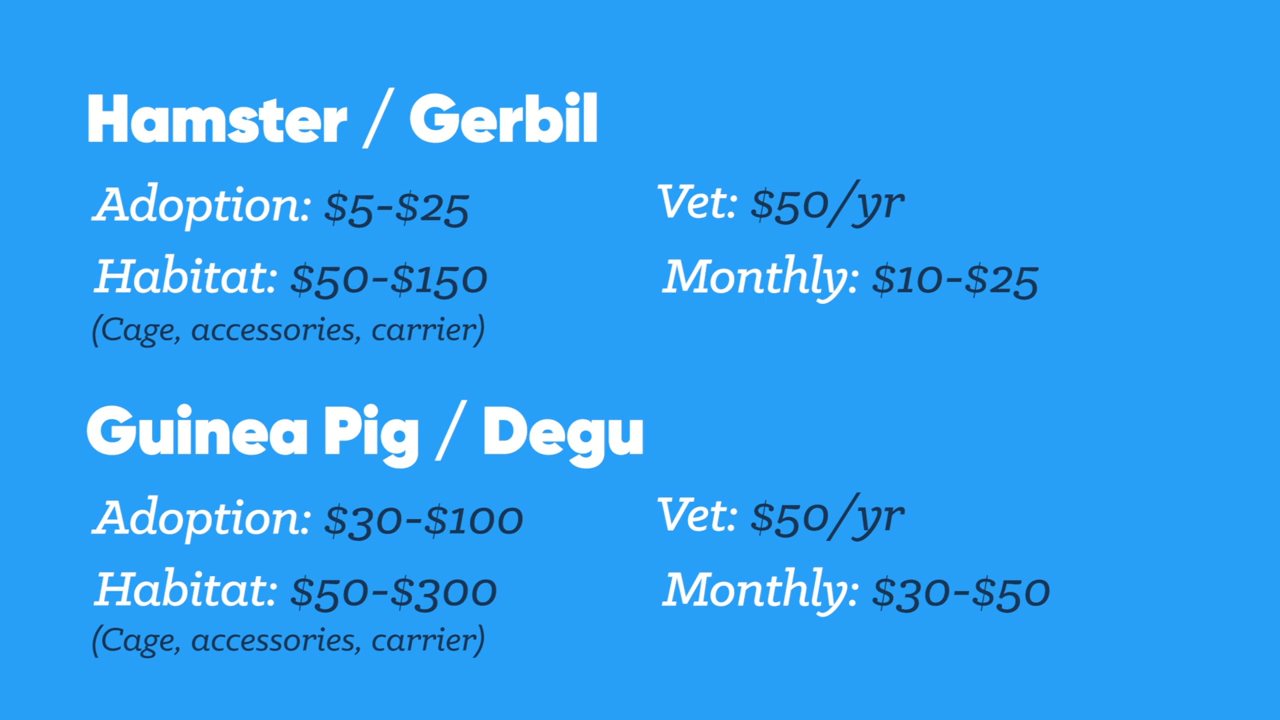 Hamster / Gerbil
Adoption: $5-$25
Vet: $50/yr
Habitat: $50-$150
Monthly: $10-$25
(Cage, accessories, carrier)
Guinea Pig / Degu
Adoption: $30-$100
Vet: $50/yr
Habitat: $50-$300
Monthly: $30-$50
(Cage, accessories, carrier)